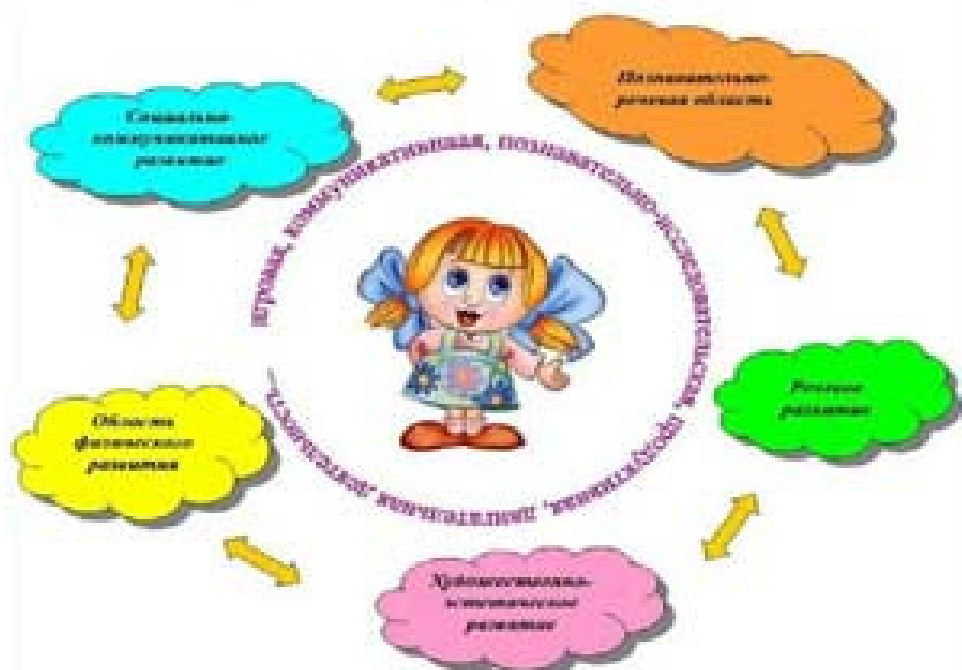 Социально-
коммуникативное
развитие
Познавательно-
речевая область
игровая, коммуникативная, познавательно-исследовательская, продуктивная, двигательная деятельность...
Речевое
развитие
Область
физического
развития
Художественно-
эстетическое
развитие